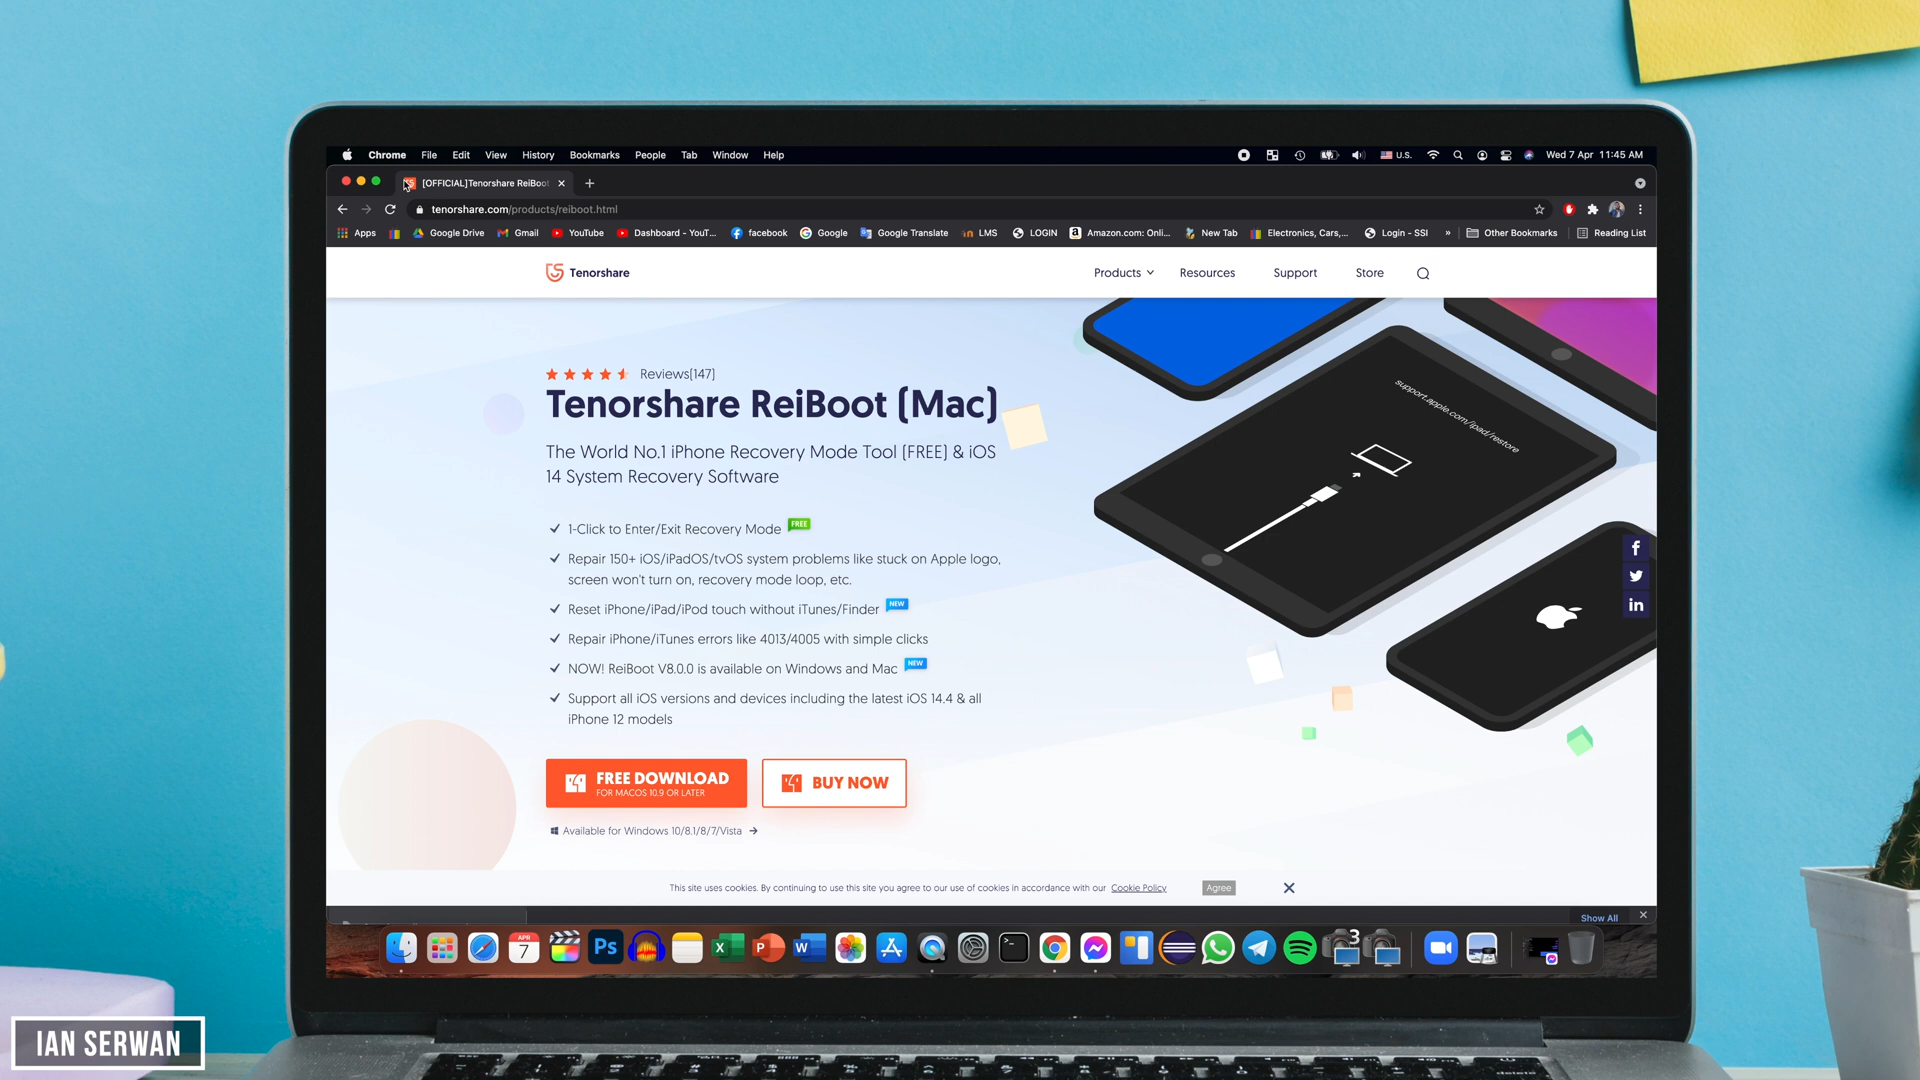 Chrome File Edit View History Bookmarks People Tab Window Help
U.S. Wed 7 Apr 11:45 AM
[OFFICIAL]Tenorshare ReiBoot
tenorshare.com/products/reiboot.html
Apps Google Drive Gmail YouTube Dashboard - YouT... facebook Google Google Translate LMS LOGIN Amazon.com: Onli... New Tab Electronics, Cars,... Login - SSI » Other Bookmarks Reading List
Tenorshare
Products Resources Support Store
Reviews(147)
Tenorshare ReiBoot (Mac)
The World No.1 iPhone Recovery Mode Tool (FREE) & iOS
14 System Recovery Software
1-Click to Enter/Exit Recovery Mode FREE
Repair 150+ iOS/iPadOS/tvOS system problems like stuck on Apple logo,
screen won't turn on, recovery mode loop, etc.
Reset iPhone/iPad/iPod touch without iTunes/Finder NEW
Repair iPhone/iTunes errors like 4013/4005 with simple clicks
NOW! ReiBoot V8.0.0 is available on Windows and Mac NEW
Support all iOS versions and devices including the latest iOS 14.4 & all
iPhone 12 models
FREE DOWNLOAD
FOR MACOS 10.9 OR LATER
BUY NOW
Available for Windows 10/8.1/8/7/Vista
support.apple.com/ipad/restore
This site uses cookies. By continuing to use this site you agree to our use of cookies in accordance with our Cookie Policy Agree
Show All
APR
7
Ps
X
P
W
3
IAN SERWAN